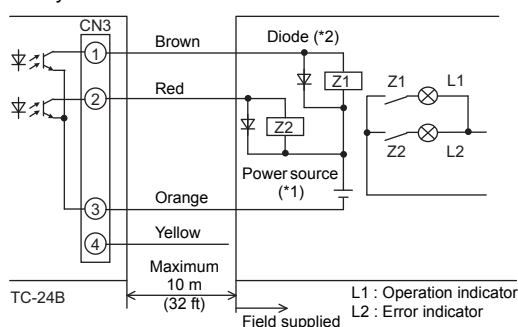 CN3
Brown
Diode (*2)
1
Z1
Z1
L1
Red
2
Z2
Z2
L2
Power source
(*1)
Orange
3
Yellow
4
Maximum
10 m
(32 ft)
TC-24B
L1 : Operation indicator
L2 : Error indicator
Field supplied